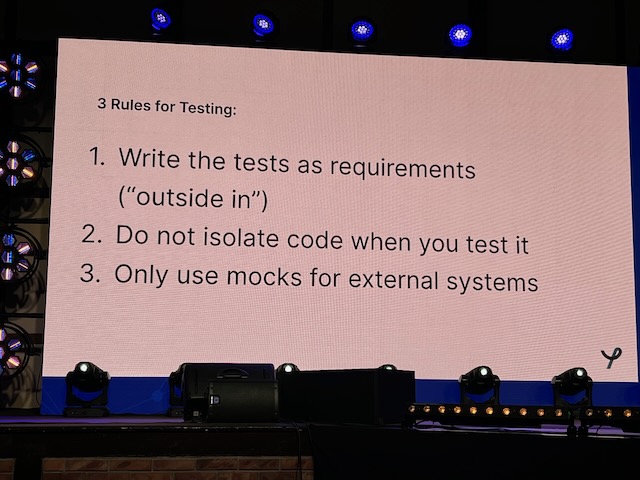 3 Rules for Testing:
1. Write the tests as requirements
(“outside in”)
2. Do not isolate code when you test it
3. Only use mocks for external systems